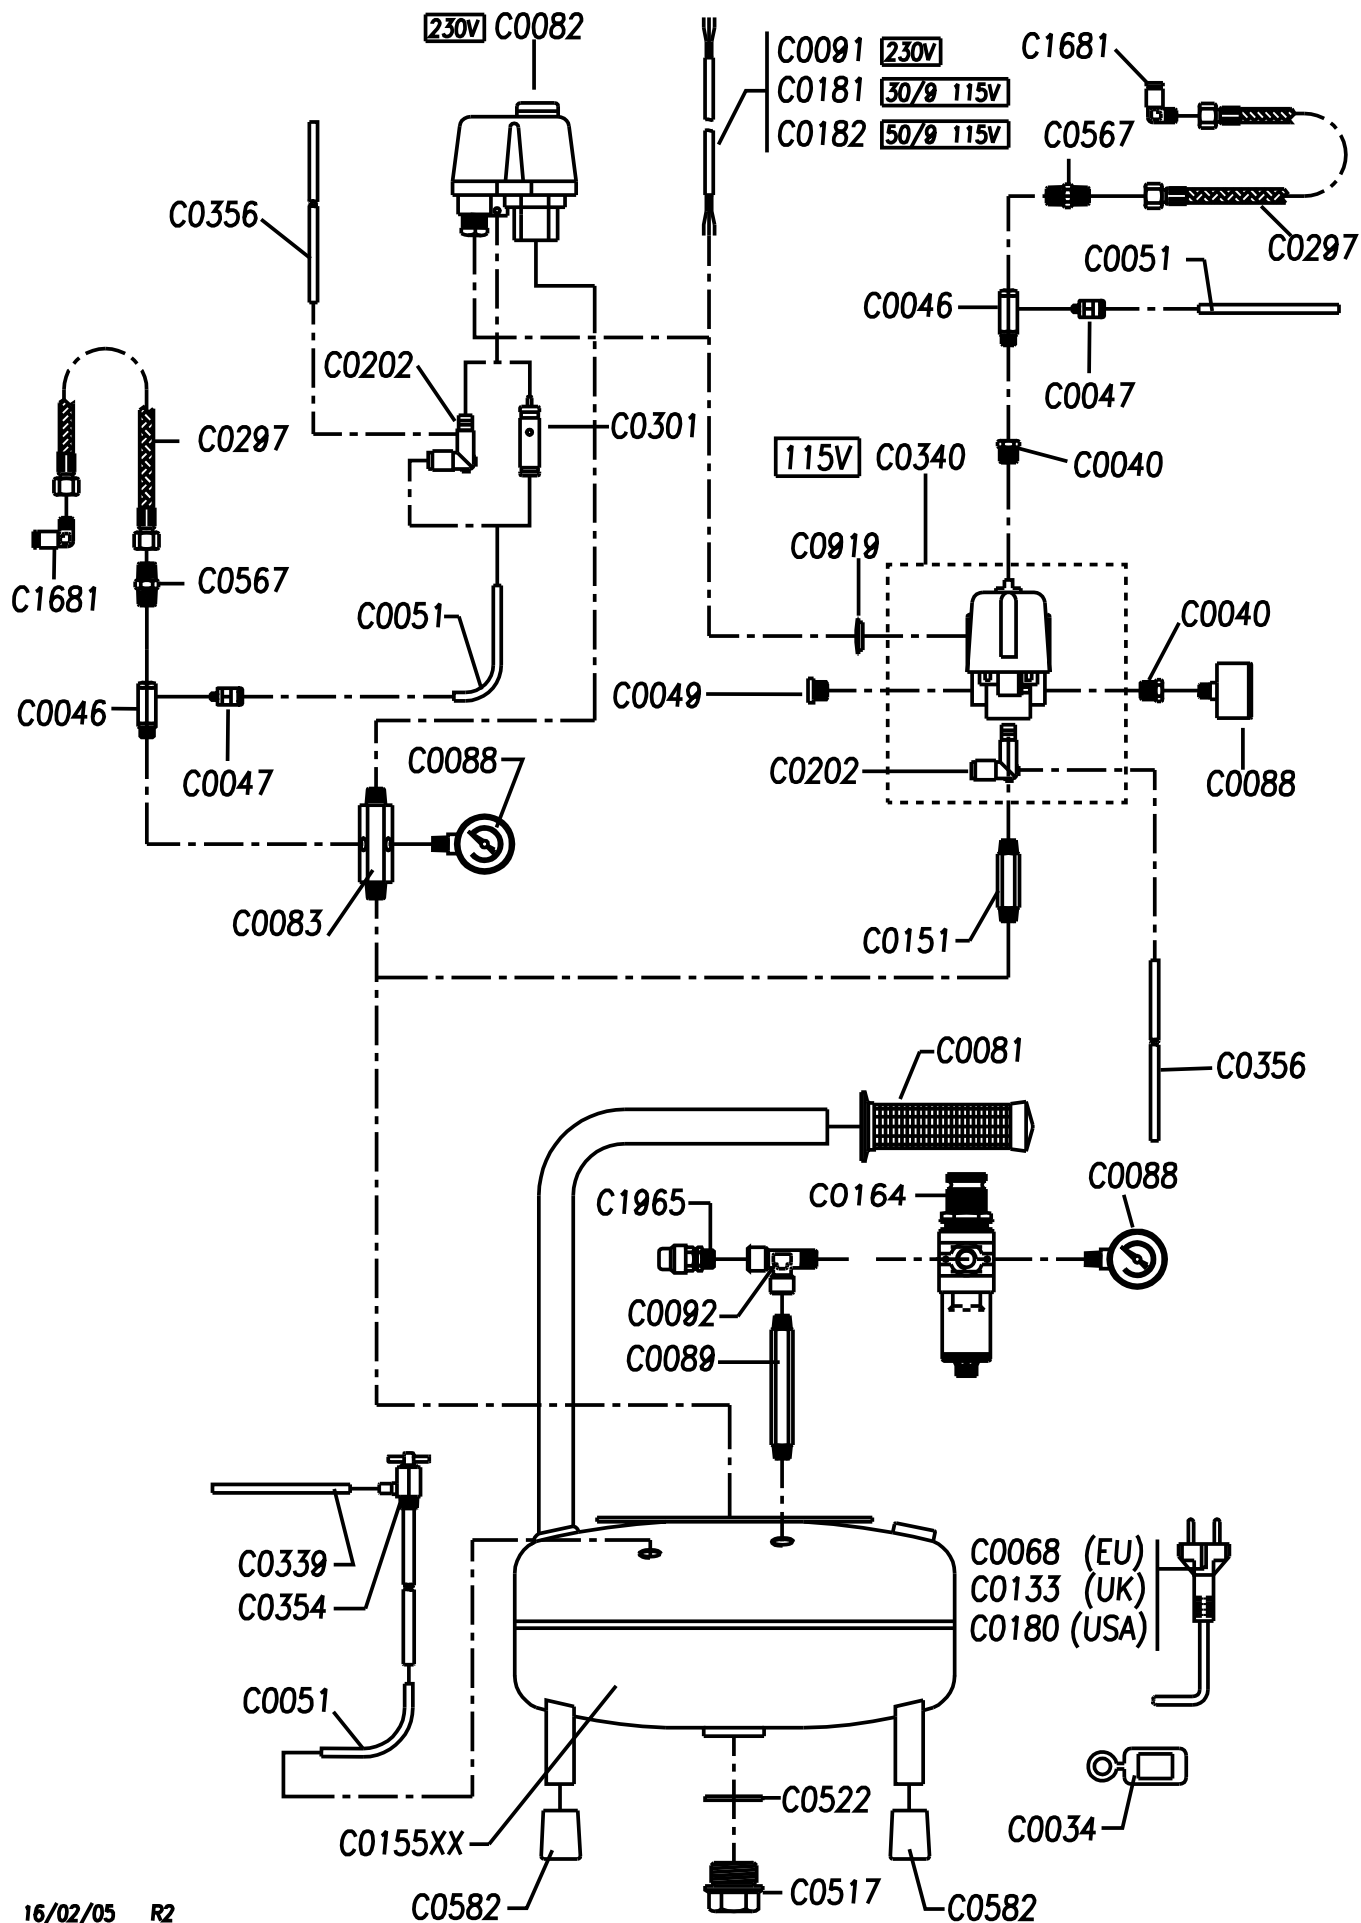 230V C0082
C0091 230V
C0181 30/9 115V
C0182 50/9 115V
C1681
C0567
C0356
C0297
C0051
C0046
C0202
C0047
C0301
C0297
115V C0340
C0040
C0919
C0567
C1681
C0051
C0040
C0049
C0046
C0088
C0202
C0047
C0088
C0083
C0151
C0081
C0356
C0088
C1965
C0164
C0092
C0089
C0339
C0354
C0068 (EU)
C0133 (UK)
C0180 (USA)
C0051
C0522
C0034
C0155XX
C0582
C0517
C0582
16/02/05 R2